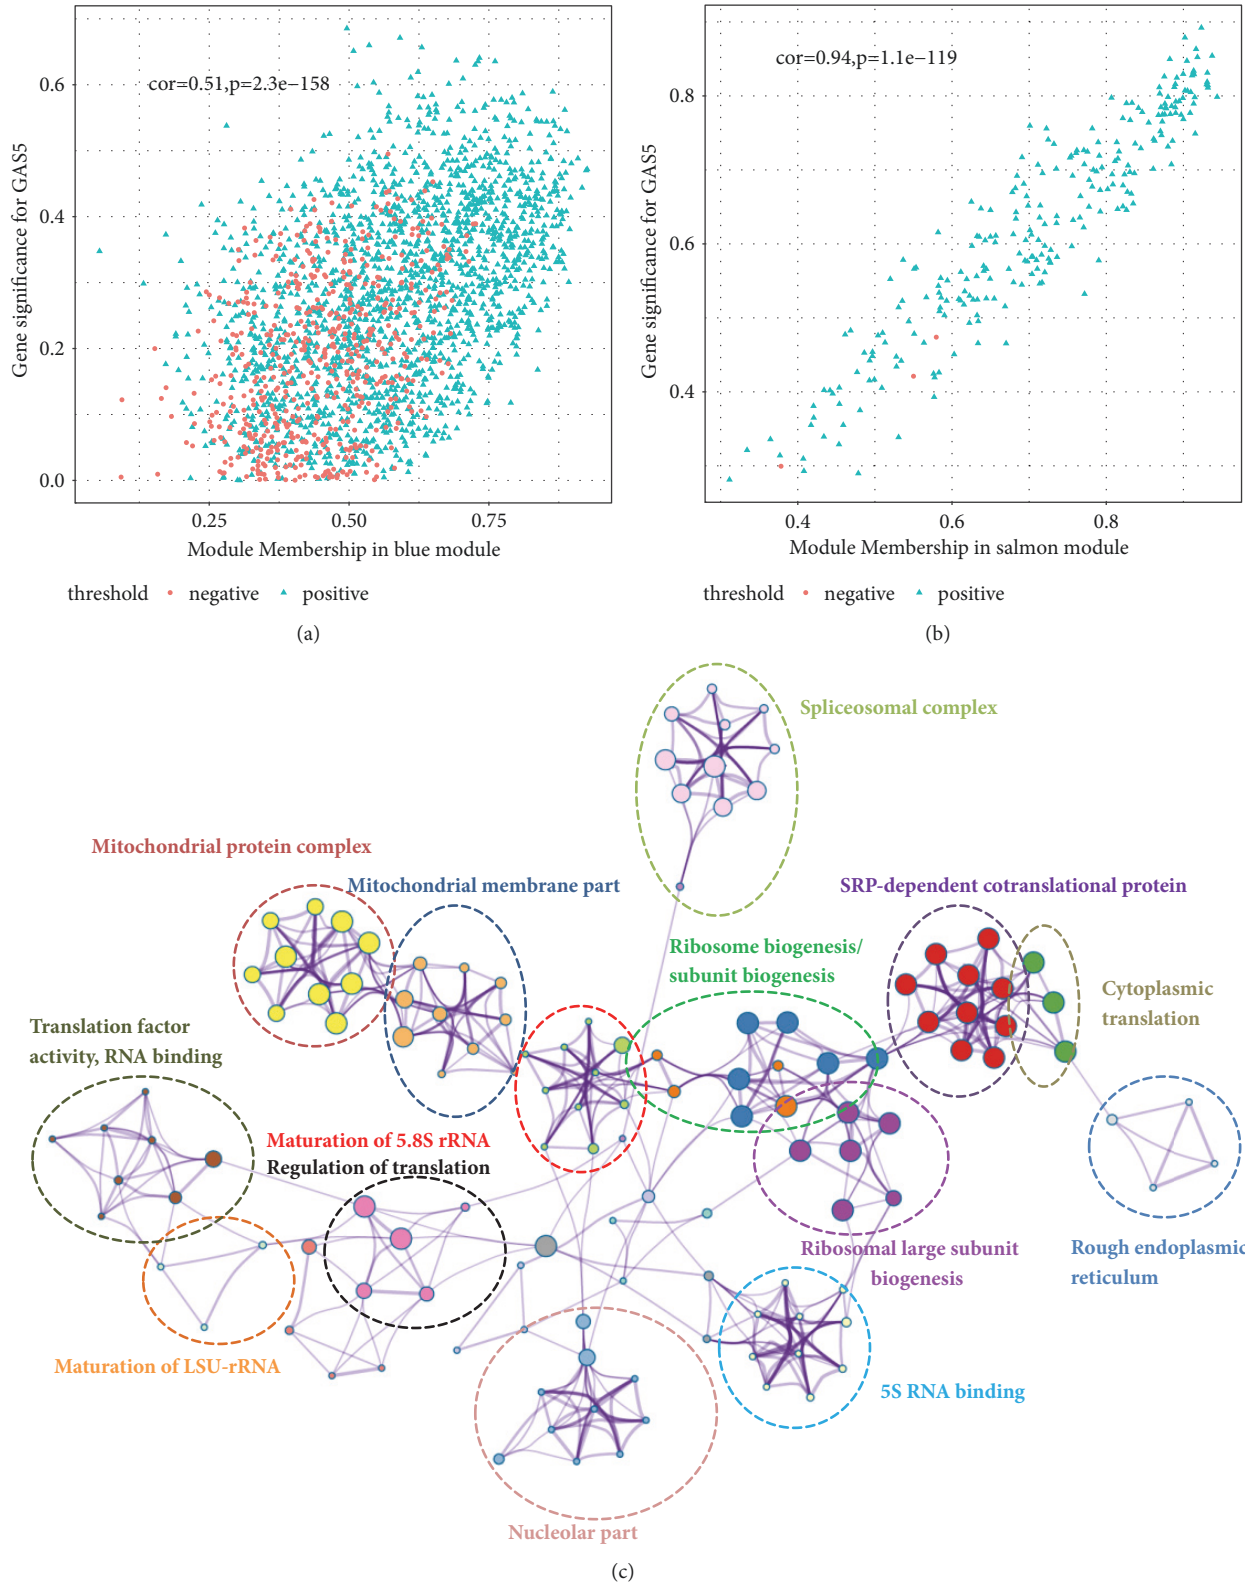 cor=0.51,p=2.3e−158
Gene significance for GAS5
0.6
0.4
0.2
0.0
0.25
0.50
0.75
Module Membership in blue module
threshold negative positive
(a)
cor=0.94,p=1.1e−119
Gene significance for GAS5
0.8
0.6
0.4
0.4
0.6
0.8
Module Membership in salmon module
threshold negative positive
(b)
Spliceosomal complex
Mitochondrial protein complex
Mitochondrial membrane part
SRP-dependent cotranslational protein
Ribosome biogenesis/
subunit biogenesis
Cytoplasmic
translation
Translation factor
activity, RNA binding
Maturation of 5.8S rRNA
Regulation of translation
Ribosomal large subunit
biogenesis
Rough endoplasmic
reticulum
Maturation of LSU-rRNA
5S RNA binding
Nucleolar part
(c)